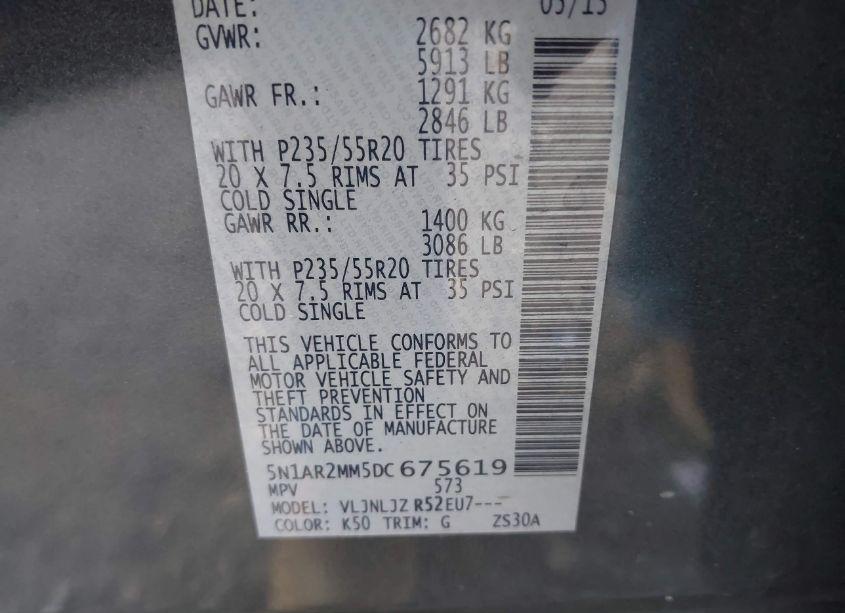 DATE: 05/13
GVWR: 2682 KG
5913 LB
GAWR FR.: 1291 KG
2846 LB
WITH P235/55R20 TIRES
20 X 7.5 RIMS AT 35 PSI
COLD SINGLE
GAWR RR.: 1400 KG
3086 LB
WITH P235/55R20 TIRES
20 X 7.5 RIMS AT 35 PSI
COLD SINGLE
THIS VEHICLE CONFORMS TO
ALL APPLICABLE FEDERAL
MOTOR VEHICLE SAFETY AND
THEFT PREVENTION
STANDARDS IN EFFECT ON
THE DATE OF MANUFACTURE
SHOWN ABOVE.
5N1AR2MM5DC675619
MPV 573
MODEL: VLJNLJZ R52EU7---
COLOR: K50 TRIM: G ZS30A